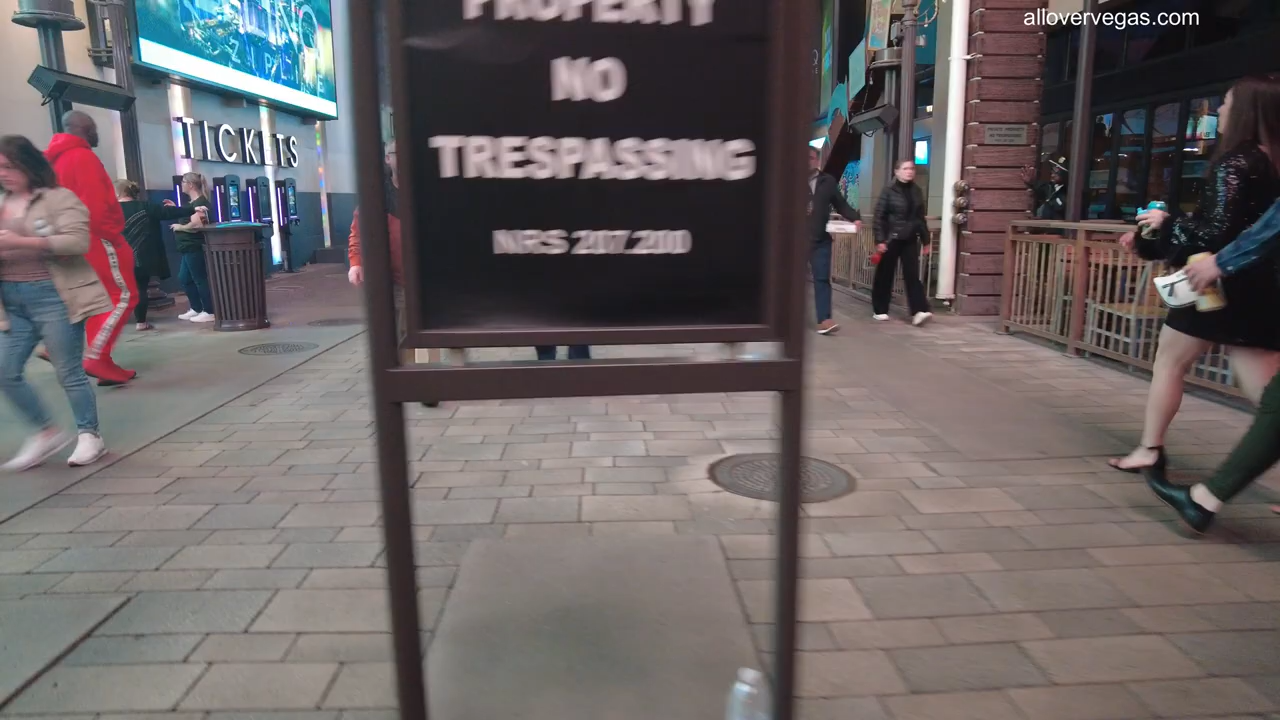 allovervegas.com
PROPERTY
NO
TRESPASSING
NRS 207.200
TICKETS